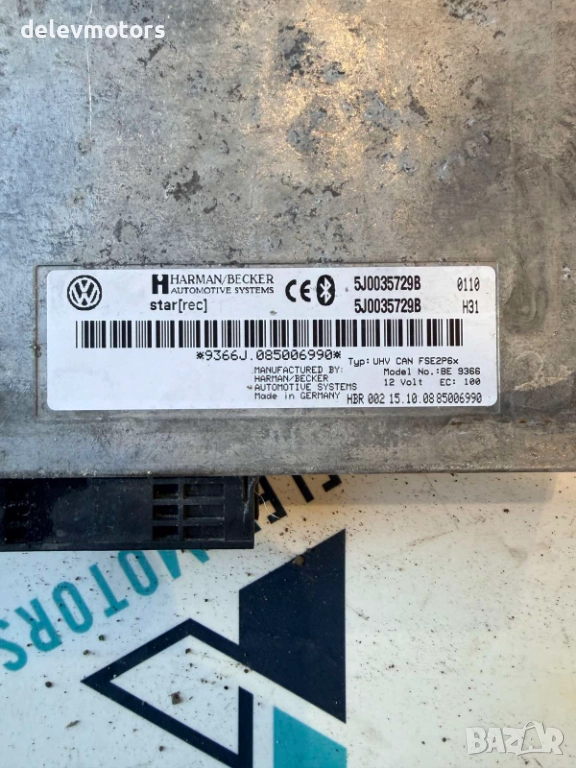 delevmotors
HARMAN/BECKER
AUTOMOTIVE SYSTEMS
star[rec]
CE
5J0035729B 0110
5J0035729B H31
*9366J.085006990*
Typ: UHV CAN FSE2P6x
MANUFACTURED BY: Model No.:BE 9366
HARMAN/BECKER
AUTOMOTIVE SYSTEMS 12 Volt EC: 100
Made in GERMANY HBR 002 15.10.08 85006990
MOTORS
BAZAR